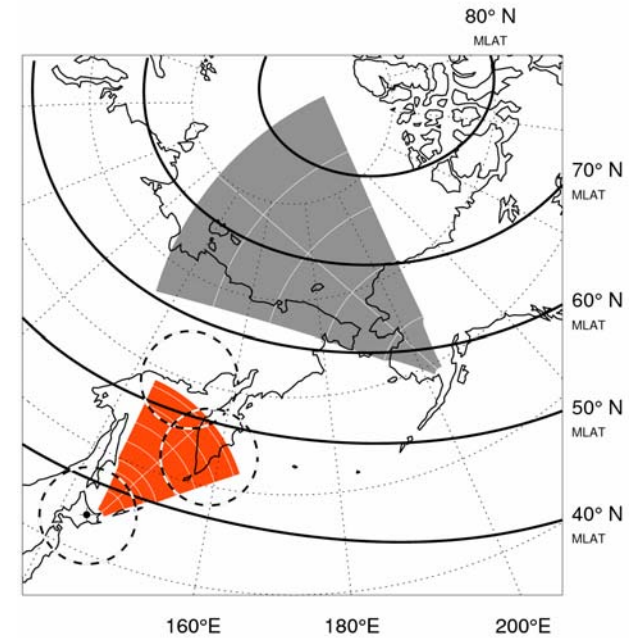 80° N
MLAT
70° N
MLAT
60° N
MLAT
50° N
MLAT
40° N
MLAT
160°E
180°E
200°E